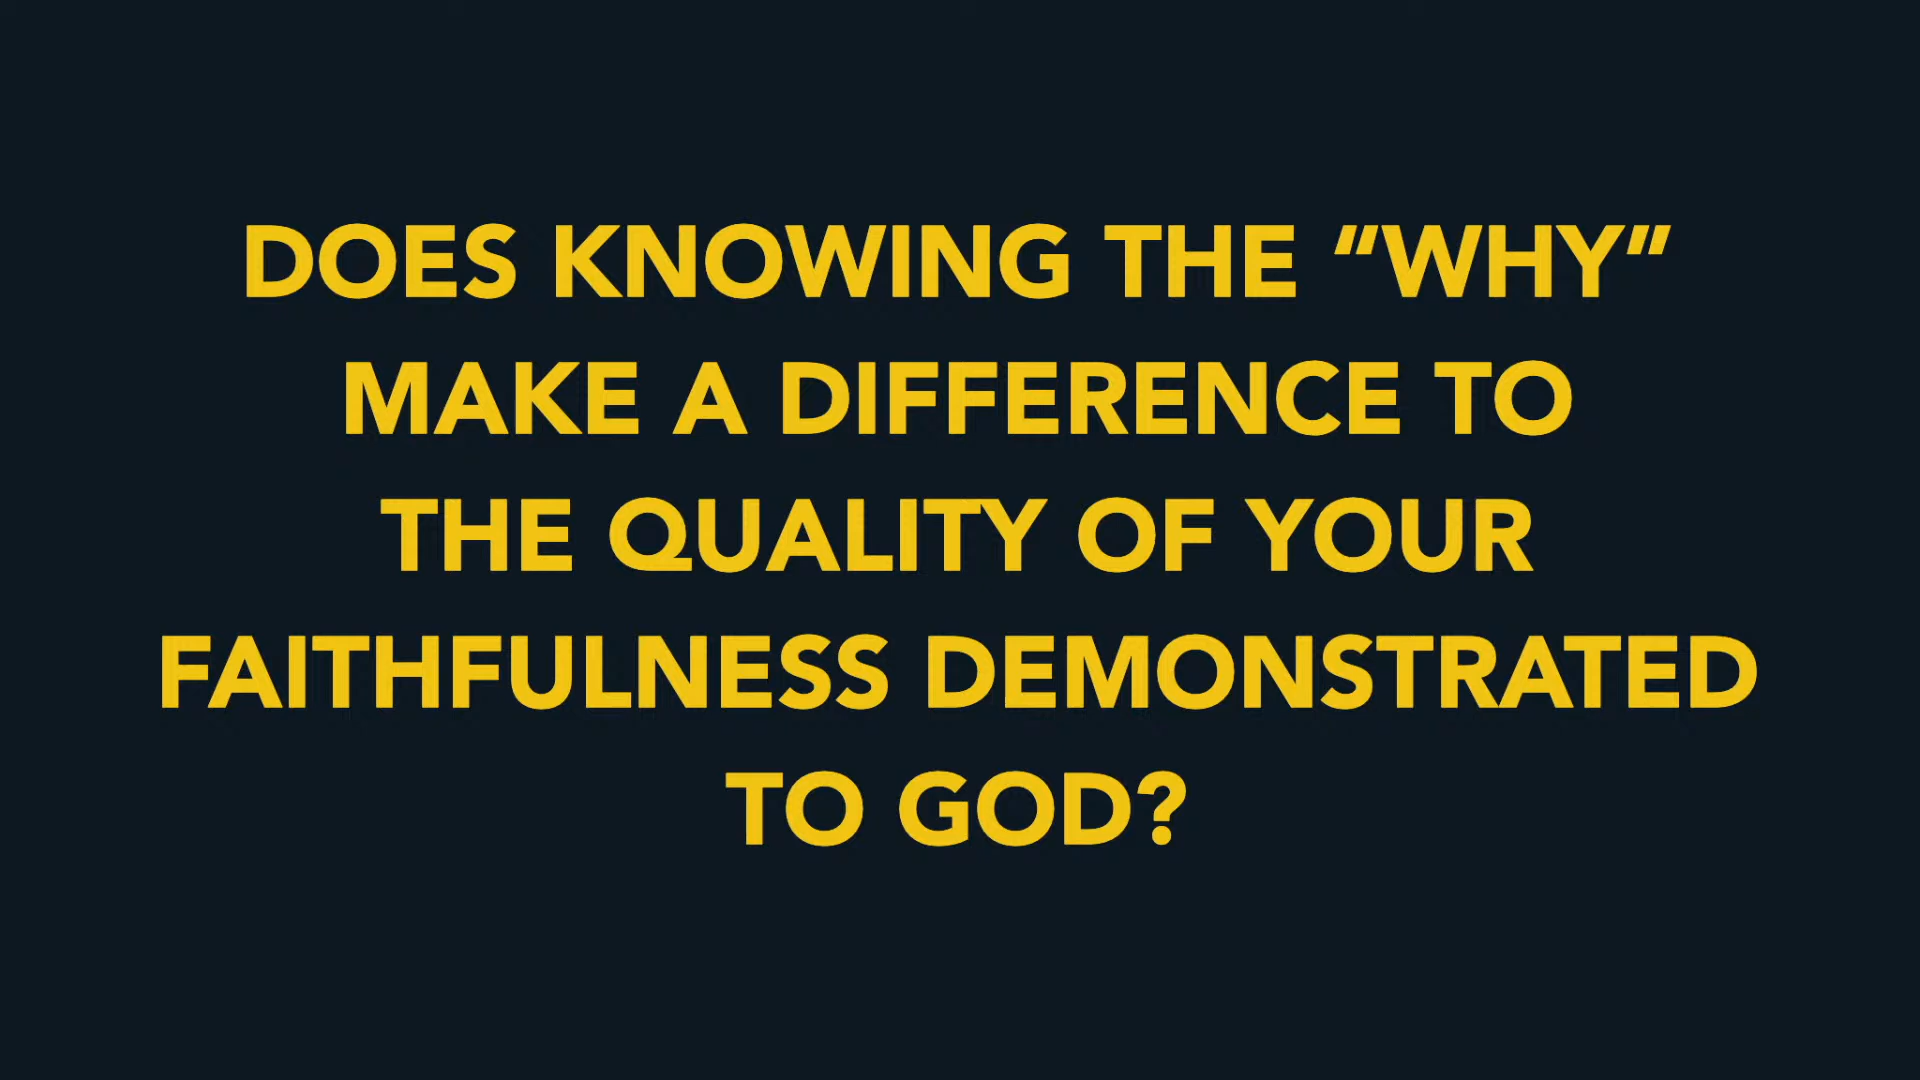 DOES KNOWING THE "WHY"
MAKE A DIFFERENCE TO
THE QUALITY OF YOUR
FAITHFULNESS DEMONSTRATED
TO GOD?